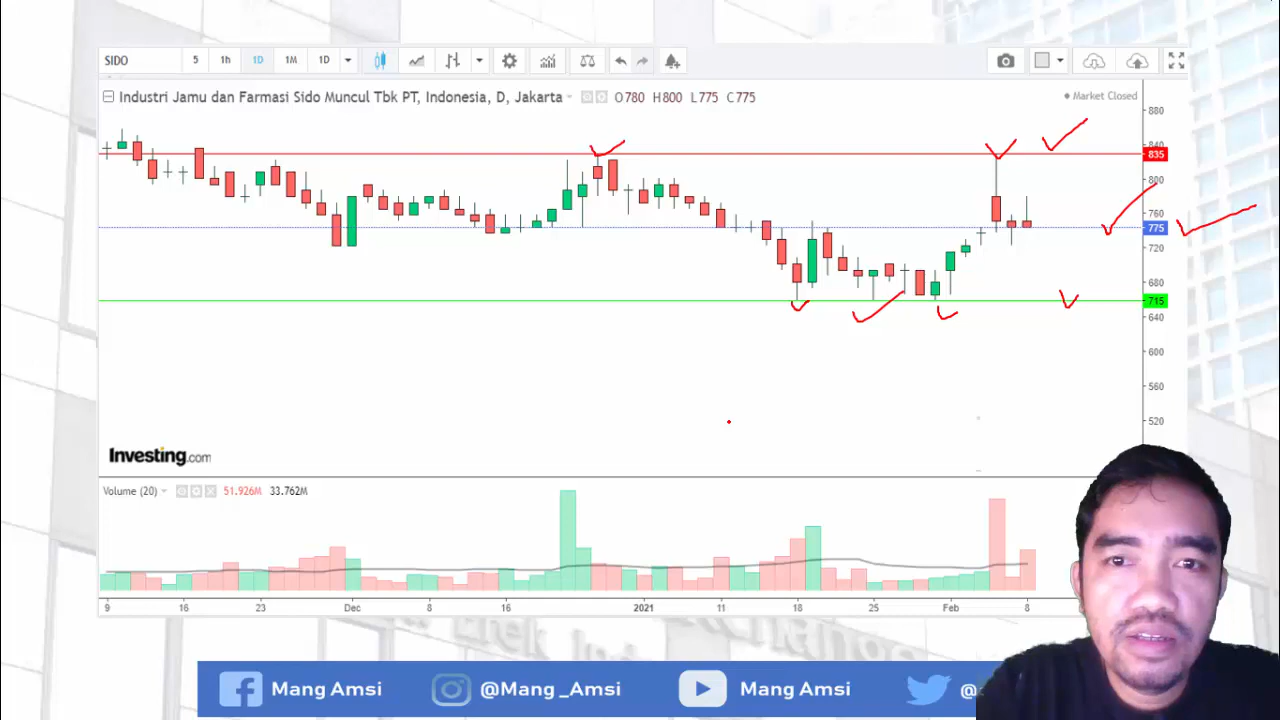 SIDO 5 1h 1D 1M 1D
Industri Jamu dan Farmasi Sido Muncul Tbk PT, Indonesia, D, Jakarta O780 H800 L775 C775
Market Closed
880
840
835
800
760
775
720
680
715
640
600
560
520
Investing.com
Volume (20) 51.926M 33.762M
9 16 23 Dec 8 16 2021 11 18 25 Feb 8
Mang Amsi @Mang_Amsi Mang Amsi @